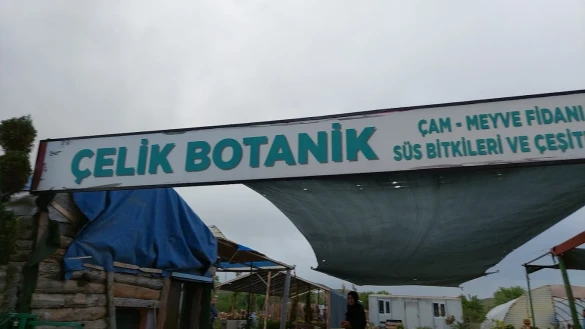 ÇELİK BOTANİK
ÇAM - MEYVE FİDANI
SÜS BİTKİLERİ VE ÇEŞİT